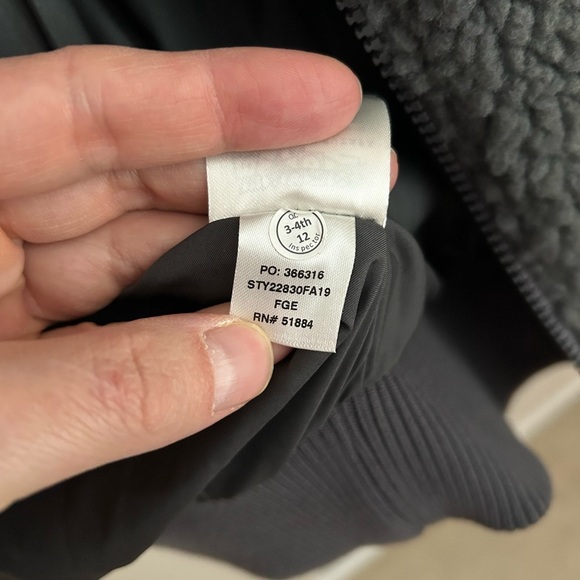 QC
3-4th
12
Inspector
PO: 366316
STY22830FA19
FGE
RN# 51884